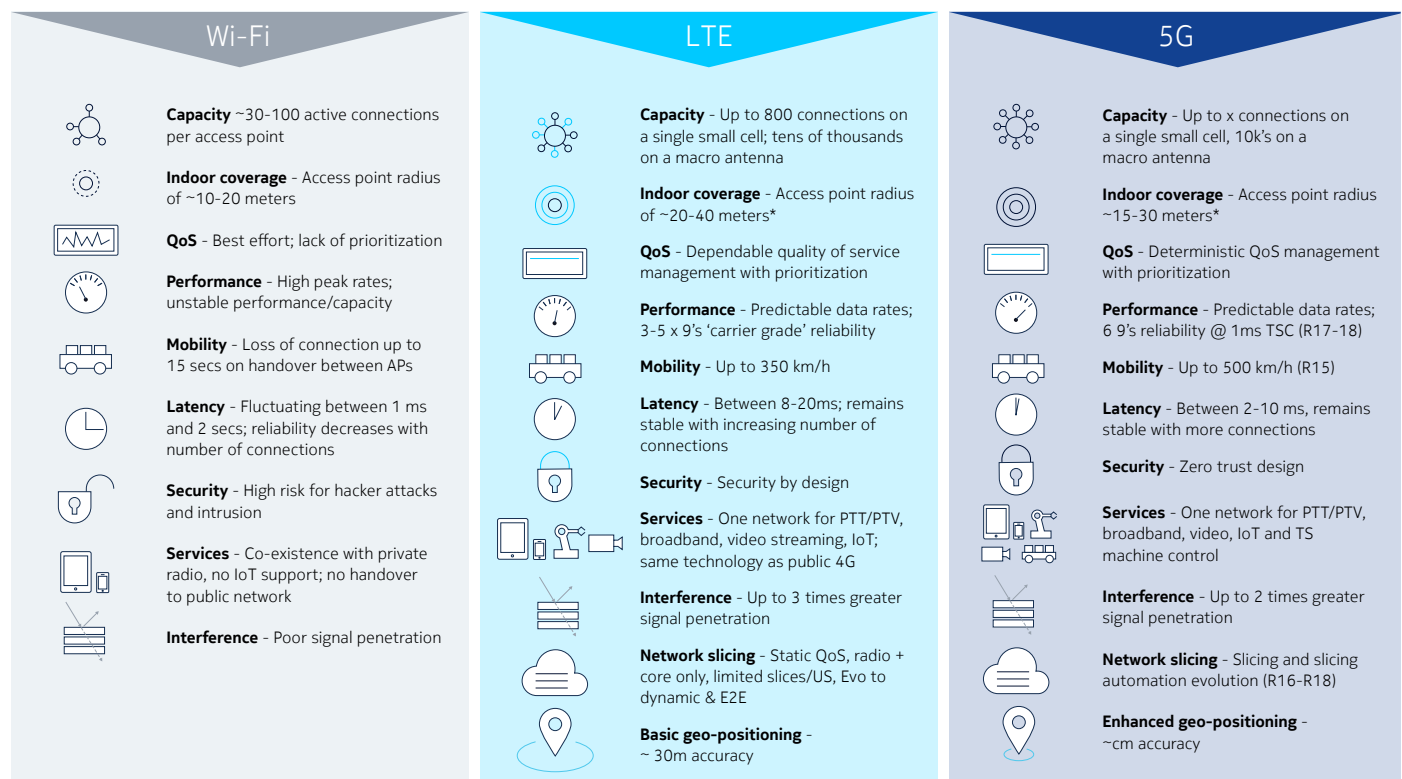 Wi-Fi
Capacity ~30-100 active connections
per access point
Indoor coverage - Access point radius
of ~10-20 meters
QoS - Best effort; lack of prioritization
Performance - High peak rates;
unstable performance/capacity
Mobility - Loss of connection up to
15 secs on handover between APs
Latency - Fluctuating between 1 ms
and 2 secs; reliability decreases with
number of connections
Security - High risk for hacker attacks
and intrusion
Services - Co-existence with private
radio, no IoT support; no handover
to public network
Interference - Poor signal penetration
LTE
Capacity - Up to 800 connections on
a single small cell; tens of thousands
on a macro antenna
Indoor coverage - Access point radius
of ~20-40 meters*
QoS - Dependable quality of service
management with prioritization
Performance - Predictable data rates;
3-5 x 9's ‘carrier grade’ reliability
Mobility - Up to 350 km/h
Latency - Between 8-20ms; remains
stable with increasing number of
connections
Security - Security by design
Services - One network for PTT/PTV,
broadband, video streaming, IoT;
same technology as public 4G
Interference - Up to 3 times greater
signal penetration
Network slicing - Static QoS, radio +
core only, limited slices/US, Evo to
dynamic & E2E
Basic geo-positioning -
~ 30m accuracy
5G
Capacity - Up to x connections on
a single small cell, 10k's on a
macro antenna
Indoor coverage - Access point radius
~15-30 meters*
QoS - Deterministic QoS management
with prioritization
Performance - Predictable data rates;
6 9's reliability @ 1ms TSC (R17-18)
Mobility - Up to 500 km/h (R15)
Latency - Between 2-10 ms, remains
stable with more connections
Security - Zero trust design
Services - One network for PTT/PTV,
broadband, video, IoT and TS
machine control
Interference - Up to 2 times greater
signal penetration
Network slicing - Slicing and slicing
automation evolution (R16-R18)
Enhanced geo-positioning -
~cm accuracy